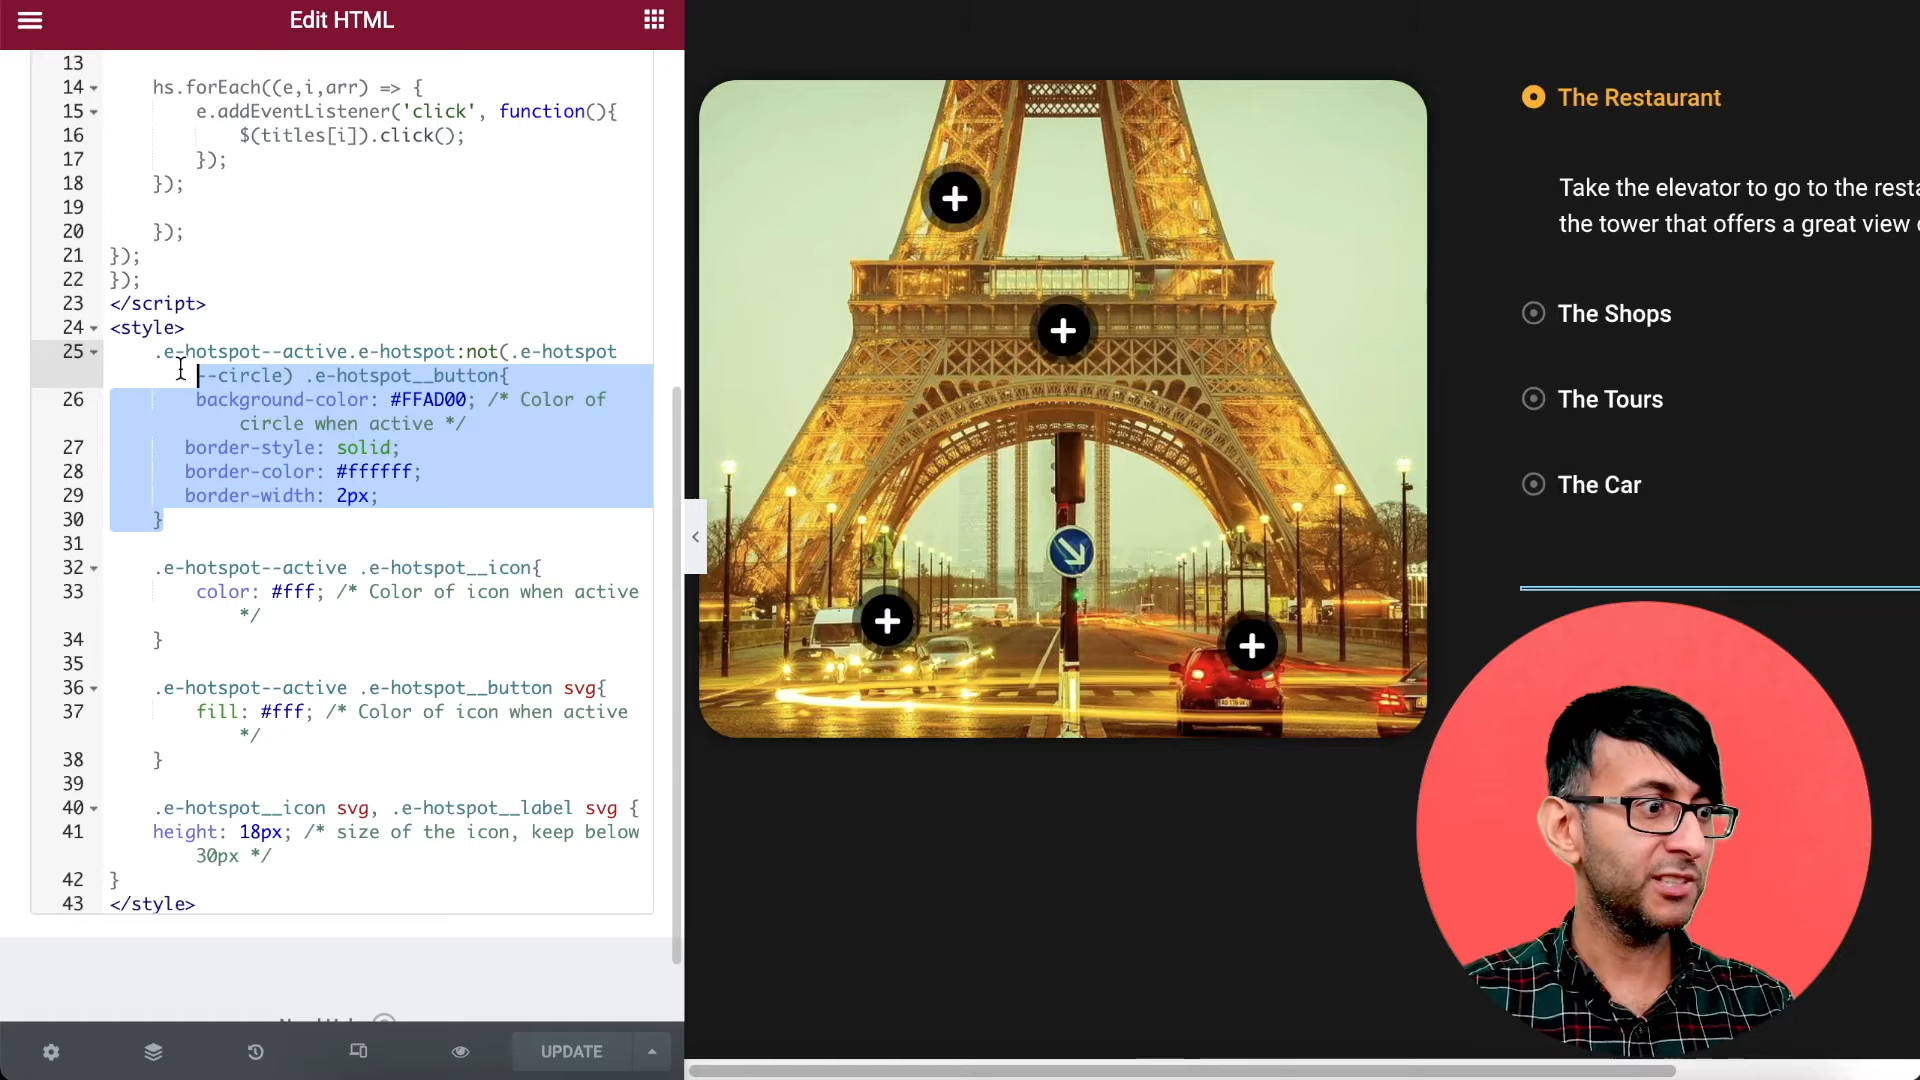 Edit HTML
13
14 hs.forEach((e,i,arr) => {
15 e.addEventListener('click', function(){
16 $(titles[i]).click();
17 });
18 });
19
20 });
21 });
22 });
23 </script>
24 <style>
25 .e-hotspot--active.e-hotspot:not(.e-hotspot
--circle) .e-hotspot__button{
26 background-color: #FFAD00; /* Color of
circle when active */
27 border-style: solid;
28 border-color: #ffffff;
29 border-width: 2px;
30 }
31
32 .e-hotspot--active .e-hotspot__icon{
33 color: #fff; /* Color of icon when active
*/
34 }
35
36 .e-hotspot--active .e-hotspot__button svg{
37 fill: #fff; /* Color of icon when active
*/
38 }
39
40 .e-hotspot__icon svg, .e-hotspot__label svg {
41 height: 18px; /* size of the icon, keep below
30px */
42 }
43 </style>
UPDATE
The Restaurant
Take the elevator to go to the resta
the tower that offers a great view
The Shops
The Tours
The Car